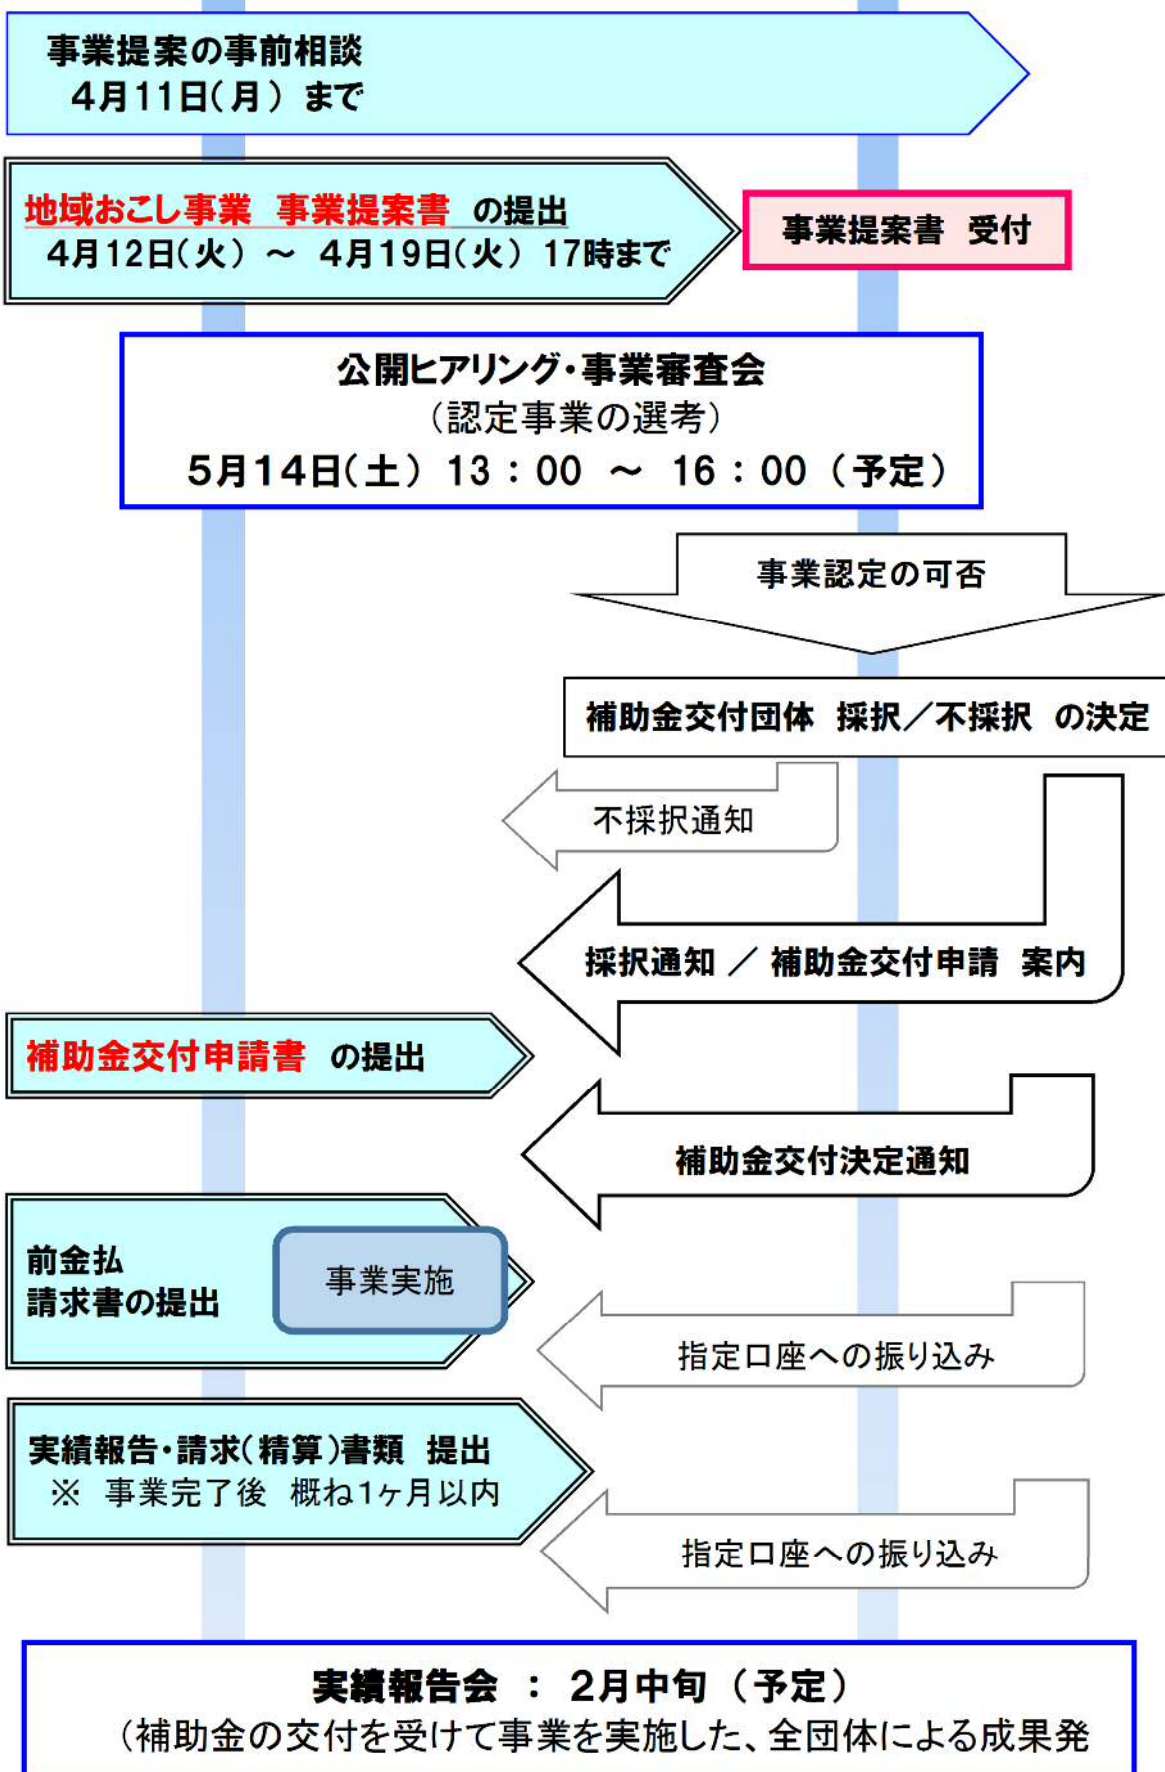 事業提案の事前相談
4月11日(月) まで
地域おこし事業 事業提案書 の提出
4月12日(火) ~ 4月19日(火) 17時まで
事業提案書 受付
公開ヒアリング・事業審査会
(認定事業の選考)
5月14日(土) 13:00 ~ 16:00 (予定)
事業認定の可否
補助金交付団体 採択/不採択 の決定
不採択通知
採択通知 / 補助金交付申請 案内
補助金交付申請書 の提出
補助金交付決定通知
前金払
請求書の提出
事業実施
指定口座への振り込み
実績報告・請求(精算)書類 提出
※ 事業完了後 概ね1ヶ月以内
指定口座への振り込み
実績報告会 : 2月中旬 (予定)
(補助金の交付を受けて事業を実施した、全団体による成果発